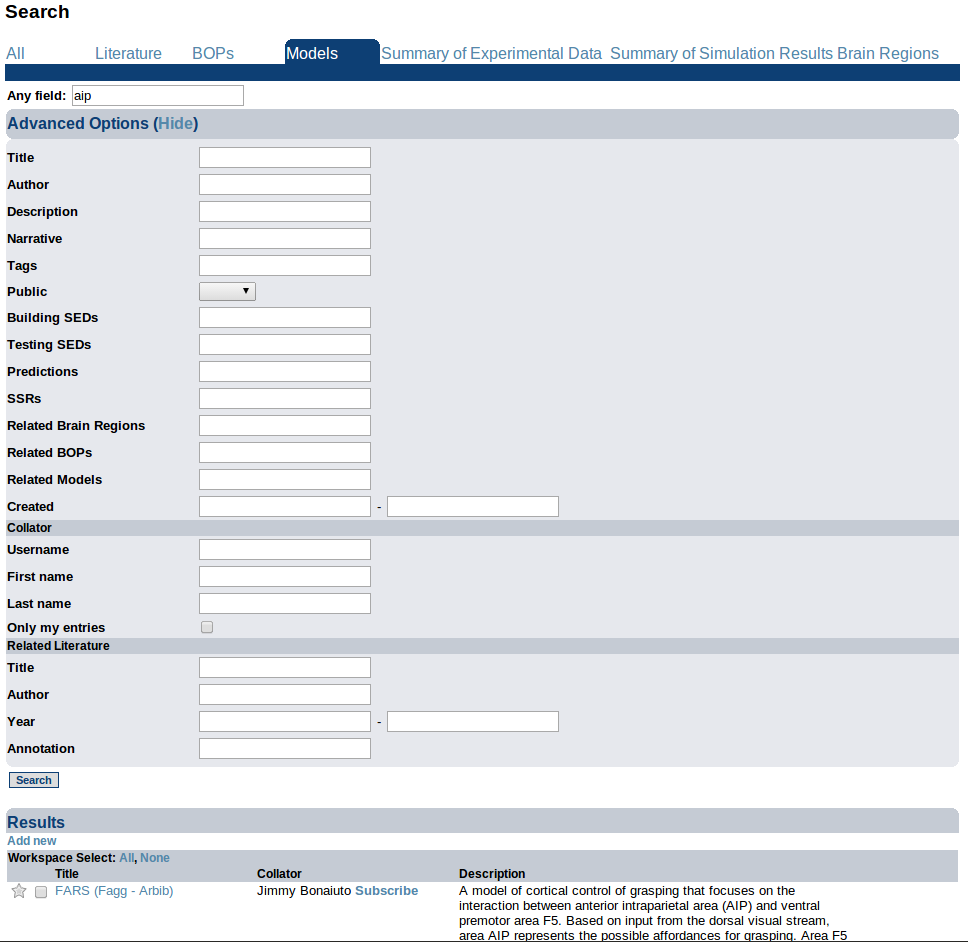 Search
All Literature BOPs Models Summary of Experimental Data Summary of Simulation Results Brain Regions
Any field: aip
Advanced Options (Hide)
Title
Author
Description
Narrative
Tags
Public
Building SEDs
Testing SEDs
Predictions
SSRs
Related Brain Regions
Related BOPs
Related Models
Created -
Collator
Username
First name
Last name
Only my entries
Related Literature
Title
Author
Year -
Annotation
Search
Results
Add new
Workspace Select: All, None
Title Collator Description
FARS (Fagg - Arbib) Jimmy Bonaiuto Subscribe A model of cortical control of grasping that focuses on the
interaction between anterior intraparietal area (AIP) and ventral
premotor area F5. Based on input from the dorsal visual stream,
area AIP represents the possible affordances for grasping. Area F5